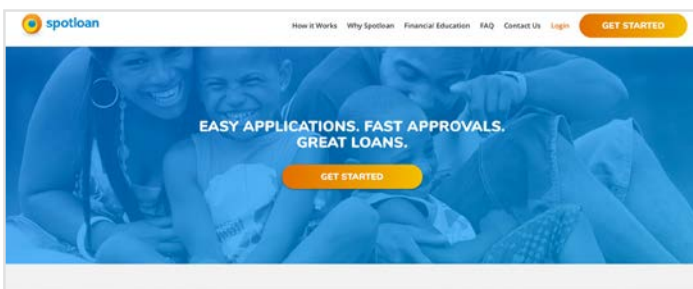 spotloan
How it Works Why Spotloan Financial Education FAQ Contact Us Login GET STARTED
EASY APPLICATIONS. FAST APPROVALS.
GREAT LOANS.
GET STARTED